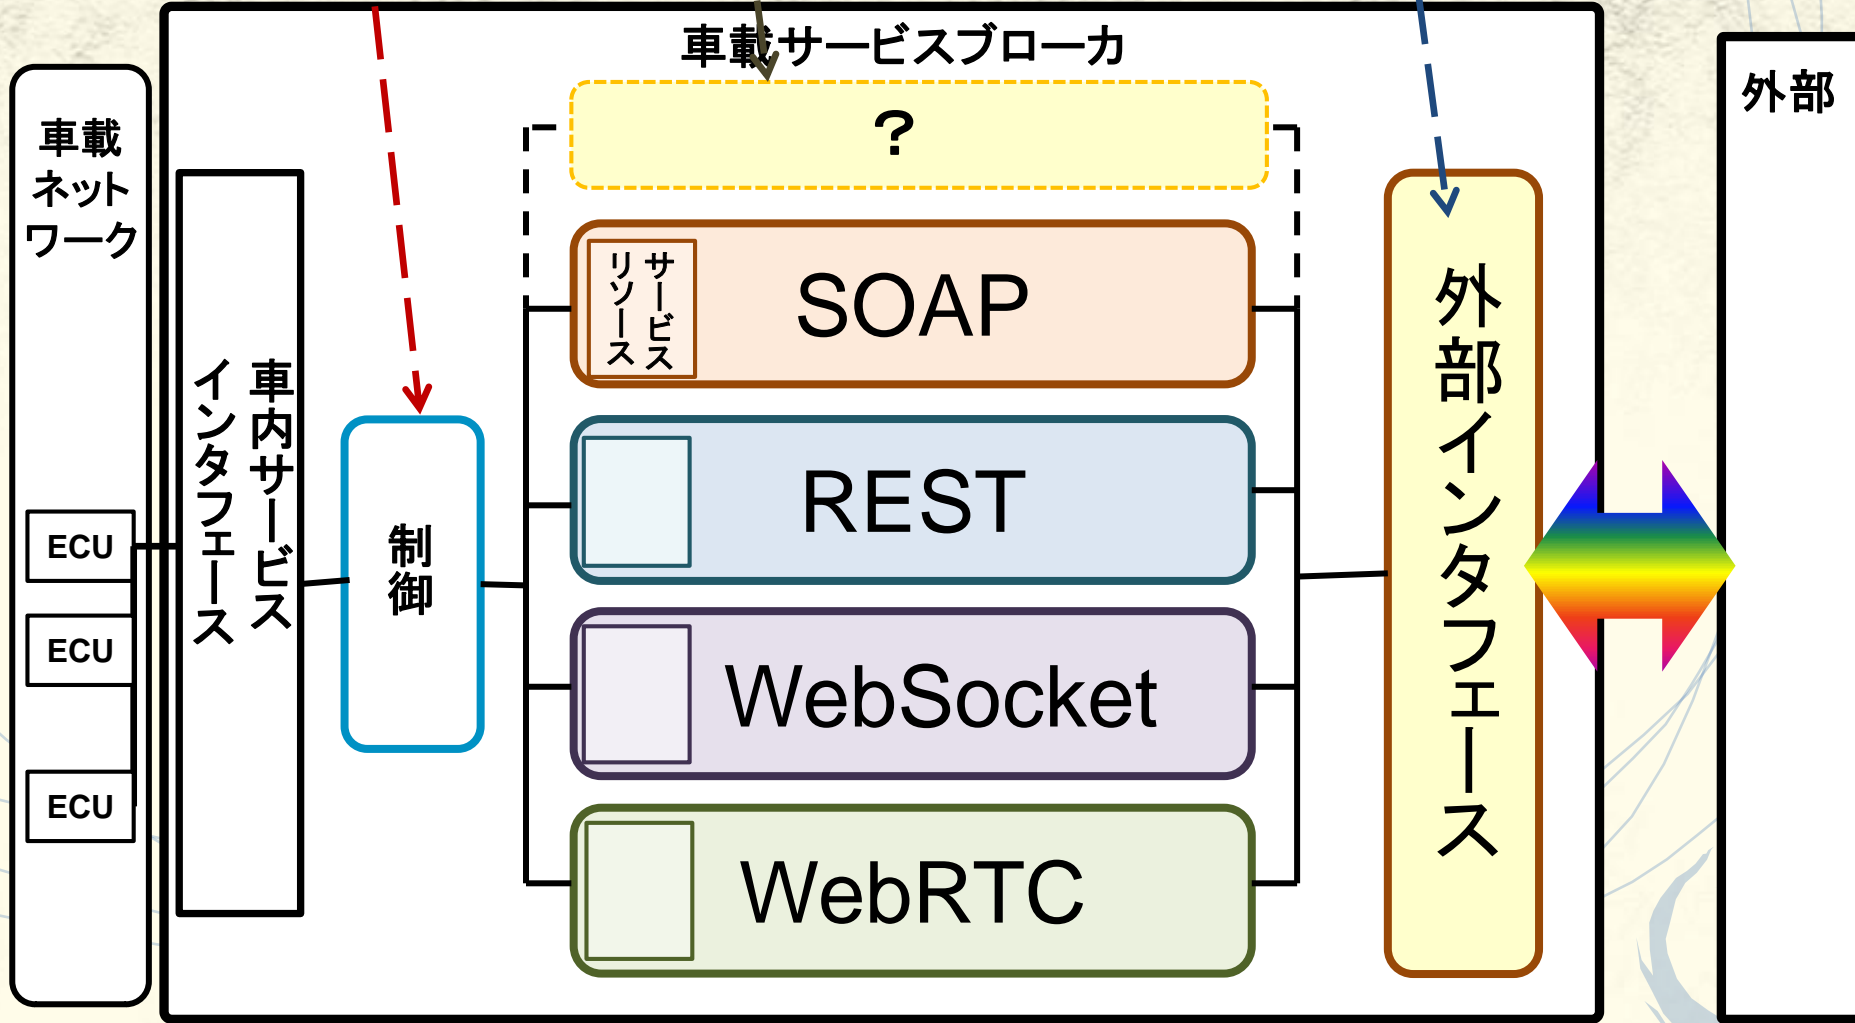 車載サービスブローカ
外部
車載
ネット
ワーク
?
サービス
リソース
SOAP
車内サービス
インタフェース
制御
REST
外部インタフェース
ECU
ECU
ECU
WebSocket
WebRTC